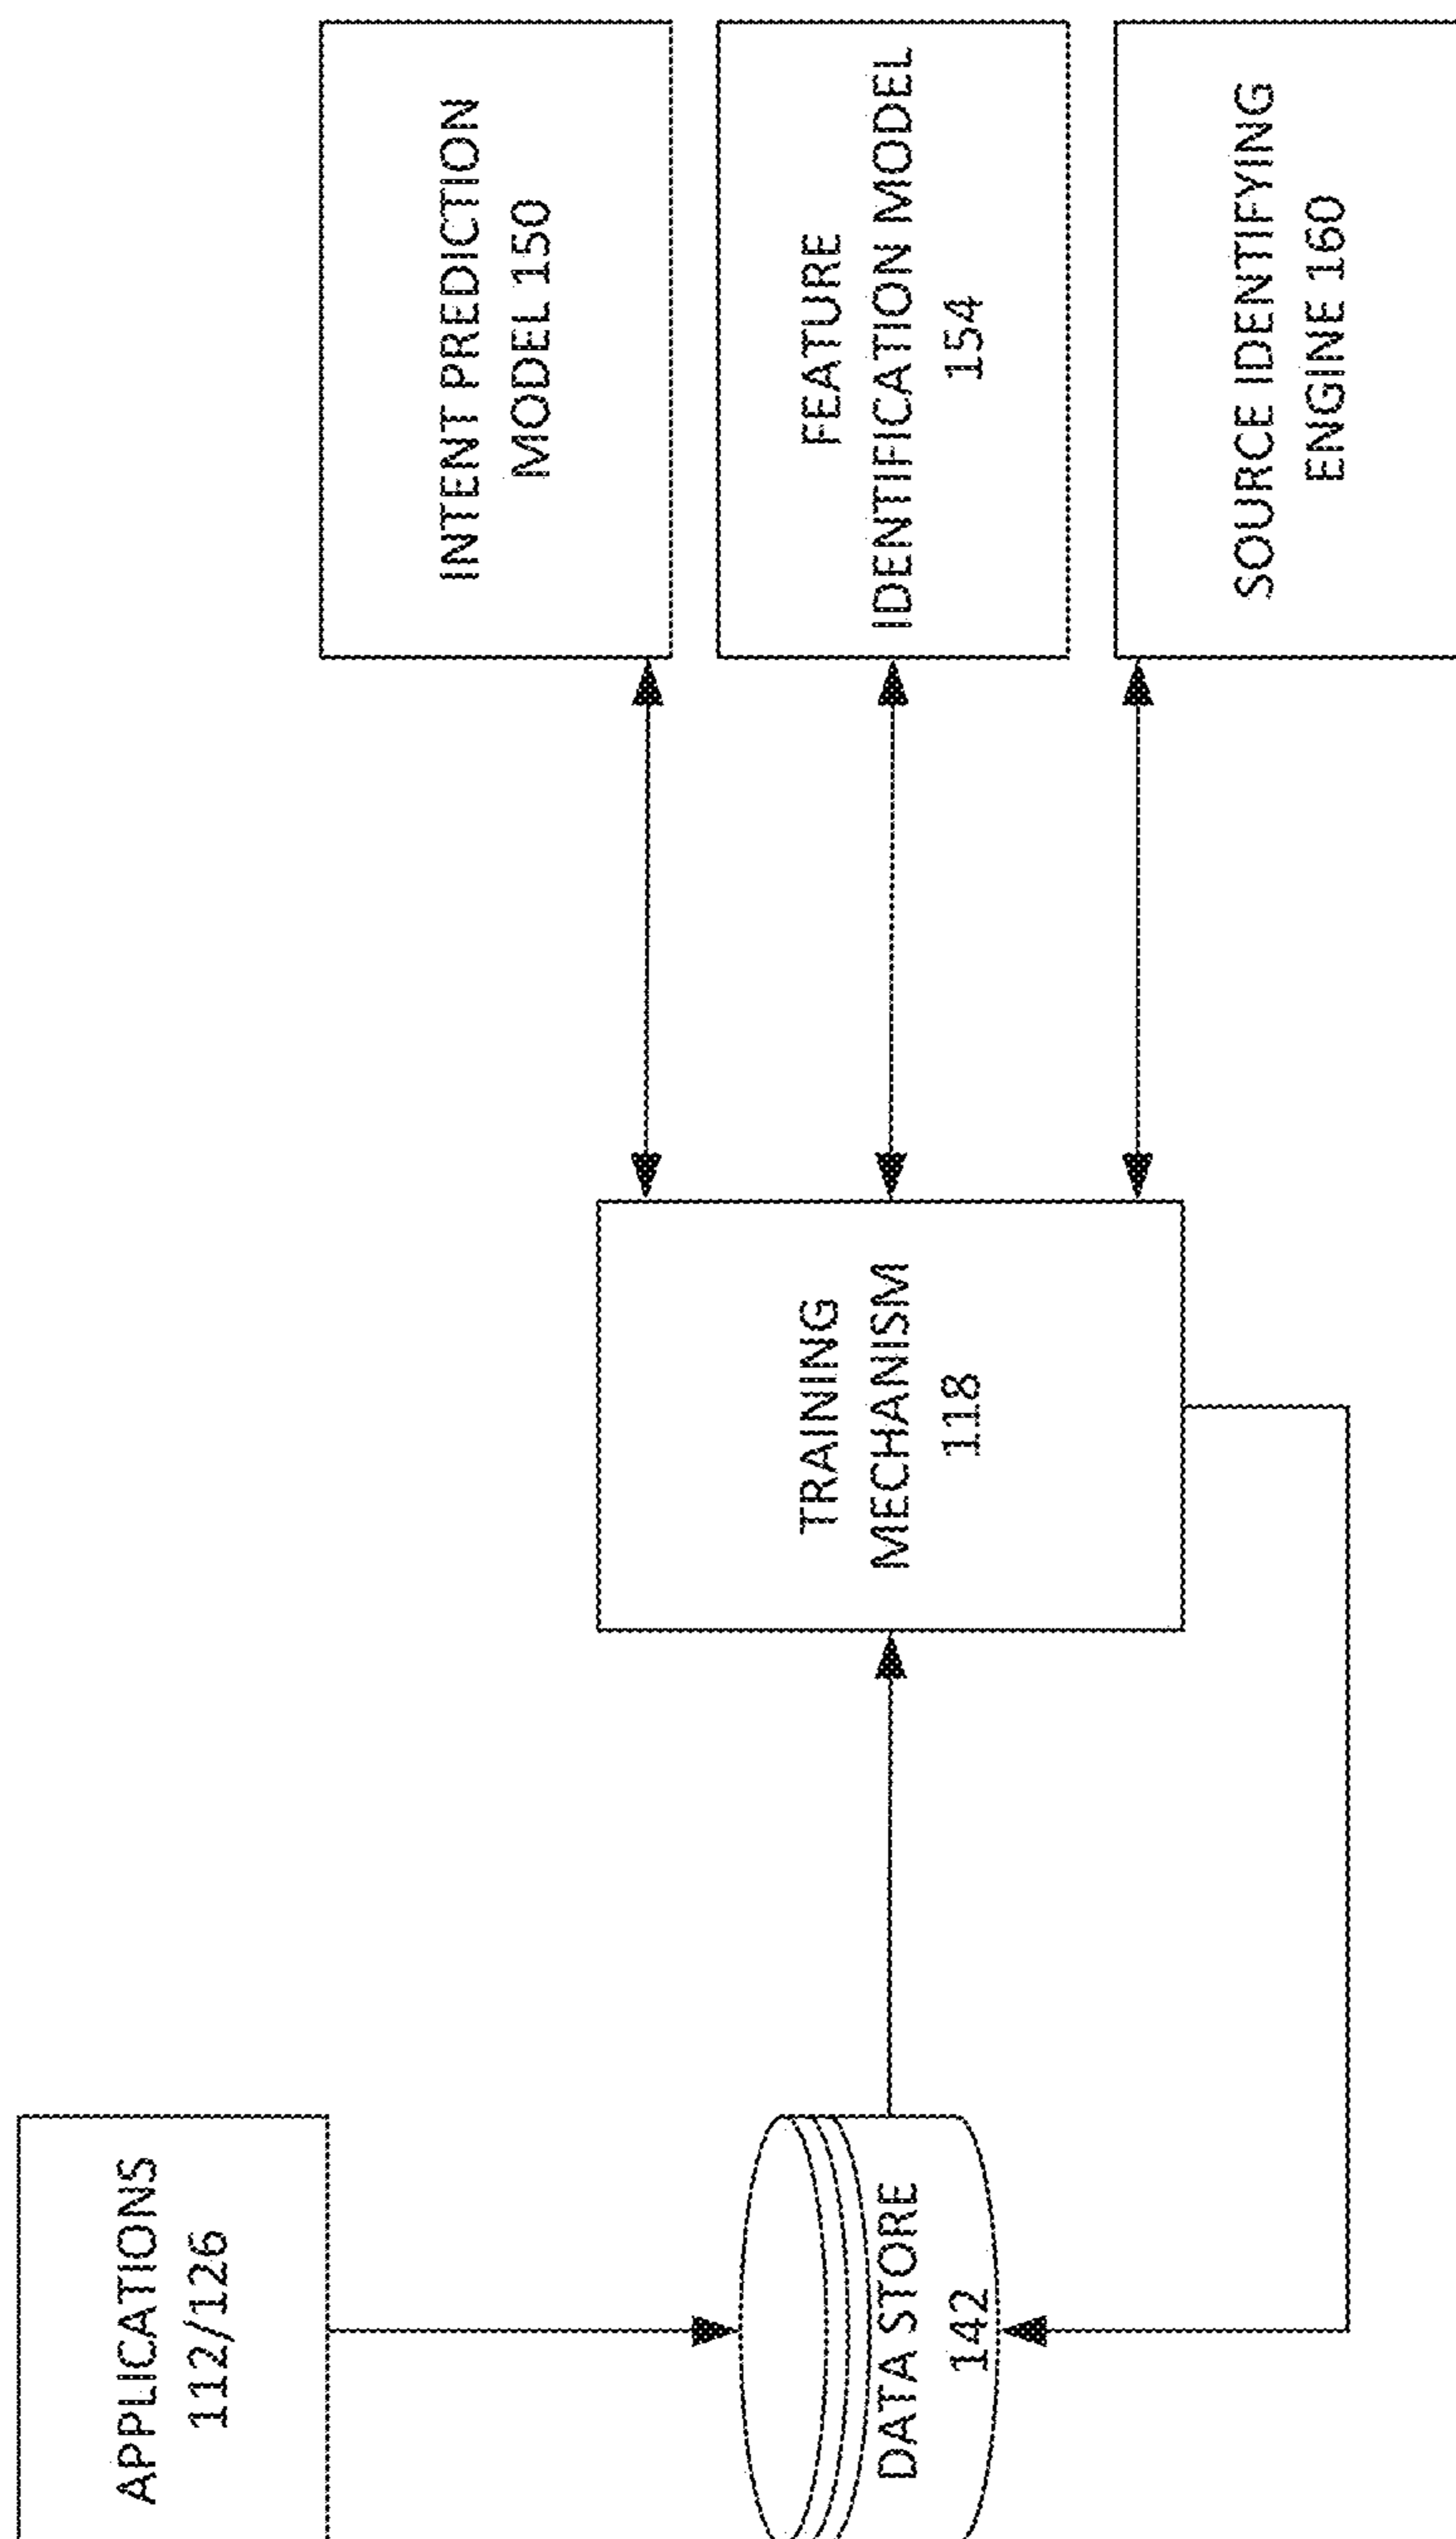 APPLICATIONS
112/126
DATA STORE
142
TRAINING
MECHANISM
118
INTENT PREDICTION
MODEL 150
FEATURE
IDENTIFICATION MODEL
154
SOURCE IDENTIFYING
ENGINE 160